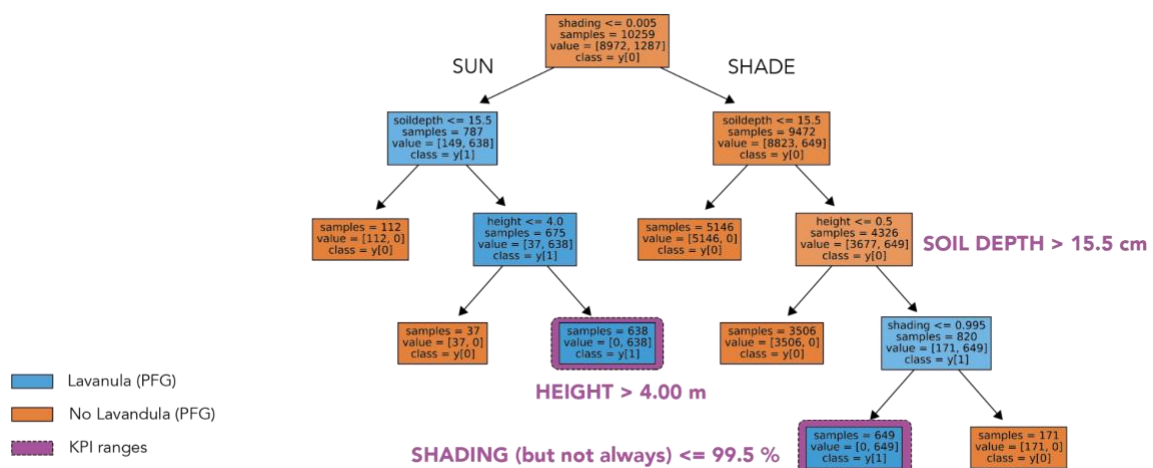 shading <= 0.005
samples = 10259
value = [8972, 1287]
class = y[0]
SUN
SHADE
soildepth <= 15.5
samples = 787
value = [149, 638]
class = y[1]
soildepth <= 15.5
samples = 9472
value = [8823, 649]
class = y[0]
samples = 112
value = [112, 0]
class = y[0]
height <= 4.0
samples = 675
value = [37, 638]
class = y[1]
samples = 5146
value = [5146, 0]
class = y[0]
height <= 0.5
samples = 4326
value = [3677, 649]
class = y[0]
SOIL DEPTH > 15.5 cm
samples = 37
value = [37, 0]
class = y[0]
samples = 638
value = [0, 638]
class = y[1]
samples = 3506
value = [3506, 0]
class = y[0]
shading <= 0.995
samples = 820
value = [171, 649]
class = y[1]
HEIGHT > 4.00 m
Lavanula (PFG)
No Lavandula (PFG)
KPI ranges
SHADING (but not always) <= 99.5 %
samples = 649
value = [0, 649]
class = y[1]
samples = 171
value = [171, 0]
class = y[0]